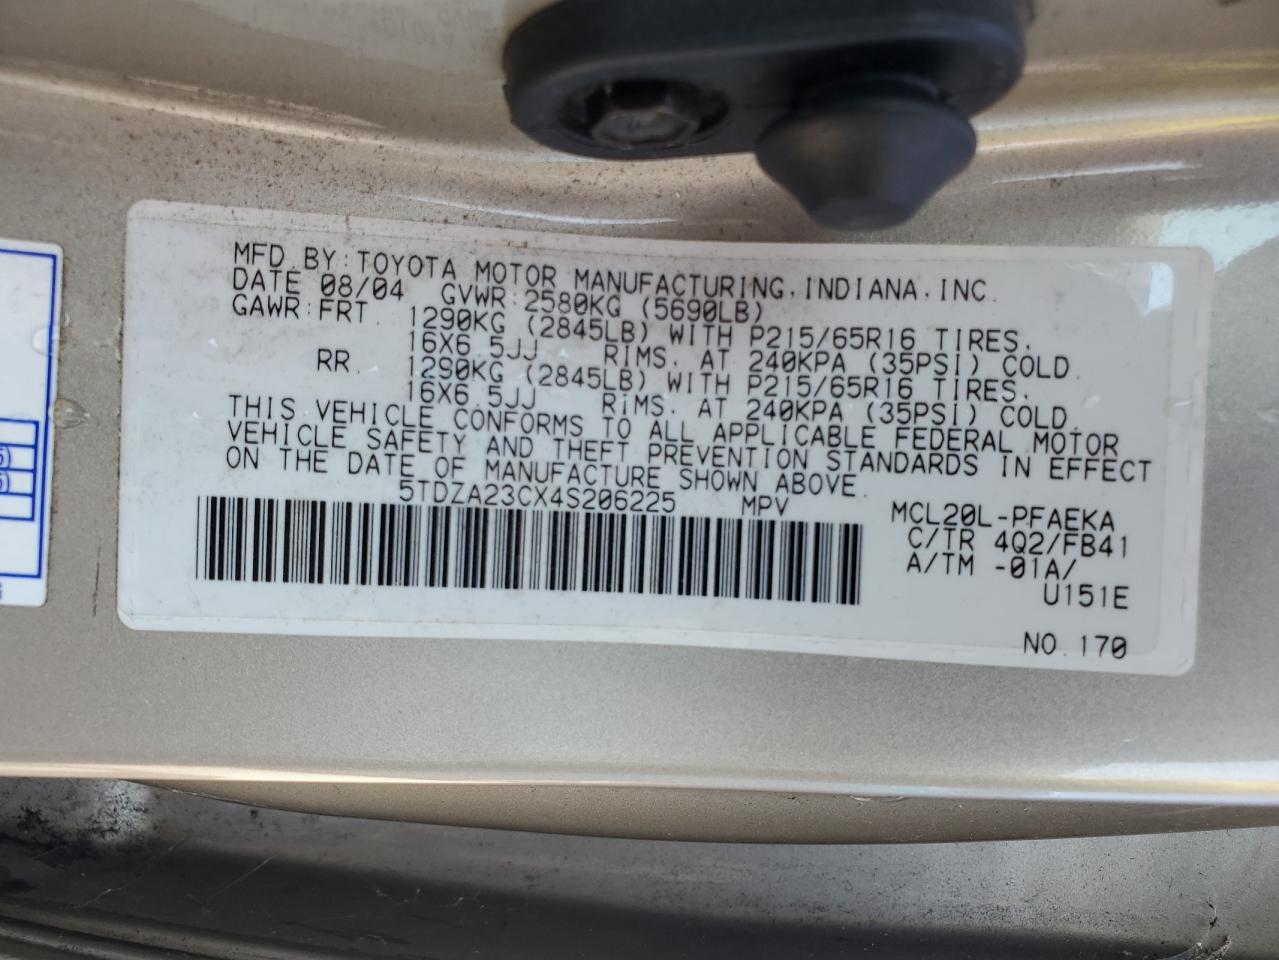 MFD BY: TOYOTA MOTOR MANUFACTURING, INDIANA, INC.
DATE 08/04 GVWR: 2580KG (5690LB)
GAWR: FRT. 1290KG (2845LB) WITH P215/65R16 TIRES.
16X6.5JJ RIMS. AT 240KPA (35PSI) COLD.
RR. 1290KG (2845LB) WITH P215/65R16 TIRES.
16X6.5JJ RIMS. AT 240KPA (35PSI) COLD.
THIS VEHICLE CONFORMS TO ALL APPLICABLE FEDERAL MOTOR
VEHICLE SAFETY AND THEFT PREVENTION STANDARDS IN EFFECT
ON THE DATE OF MANUFACTURE SHOWN ABOVE.
5TDZA23CX4S206225 MPV
MCL20L-PFAEKA
C/TR 4Q2/FB41
A/TM -01A/
U151E
NO. 170